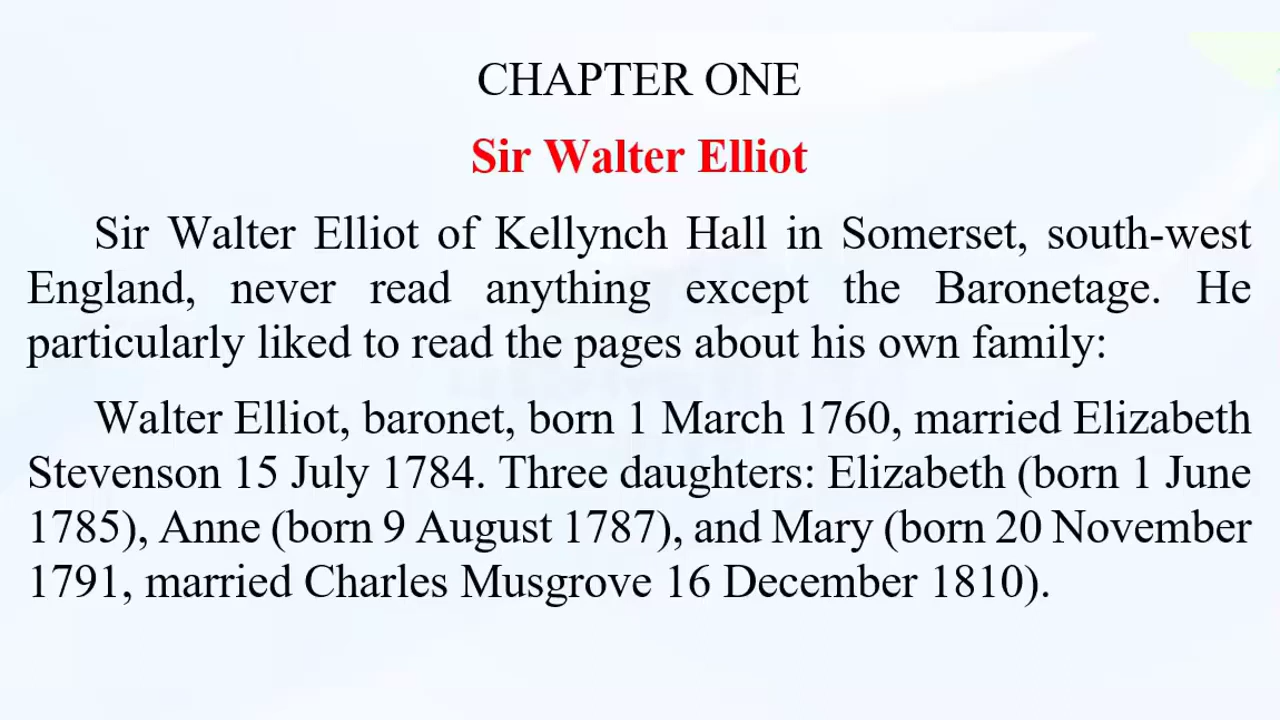 CHAPTER ONE
Sir Walter Elliot
Sir Walter Elliot of Kellynch Hall in Somerset, south-west
England, never read anything except the Baronetage. He
particularly liked to read the pages about his own family:
Walter Elliot, baronet, born 1 March 1760, married Elizabeth
Stevenson 15 July 1784. Three daughters: Elizabeth (born 1 June
1785), Anne (born 9 August 1787), and Mary (born 20 November
1791, married Charles Musgrove 16 December 1810).